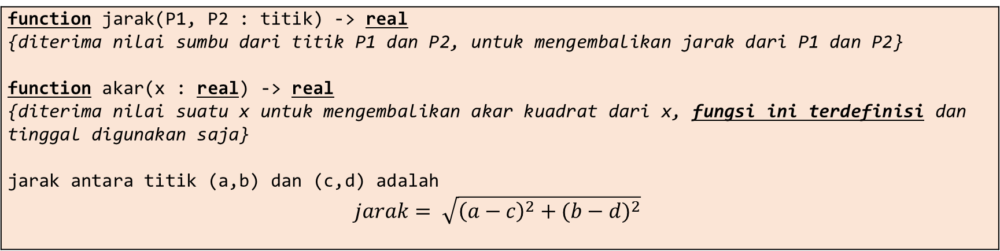 function jarak(P1, P2 : titik) -> real
{diterima nilai sumbu dari titik P1 dan P2, untuk mengembalikan jarak dari P1 dan P2}
function akar(x : real) -> real
{diterima nilai suatu x untuk mengembalikan akar kuadrat dari x, fungsi ini terdefinisi dan
tinggal digunakan saja}
jarak antara titik (a,b) dan (c,d) adalah
jarak = √(a − c)² + (b − d)²